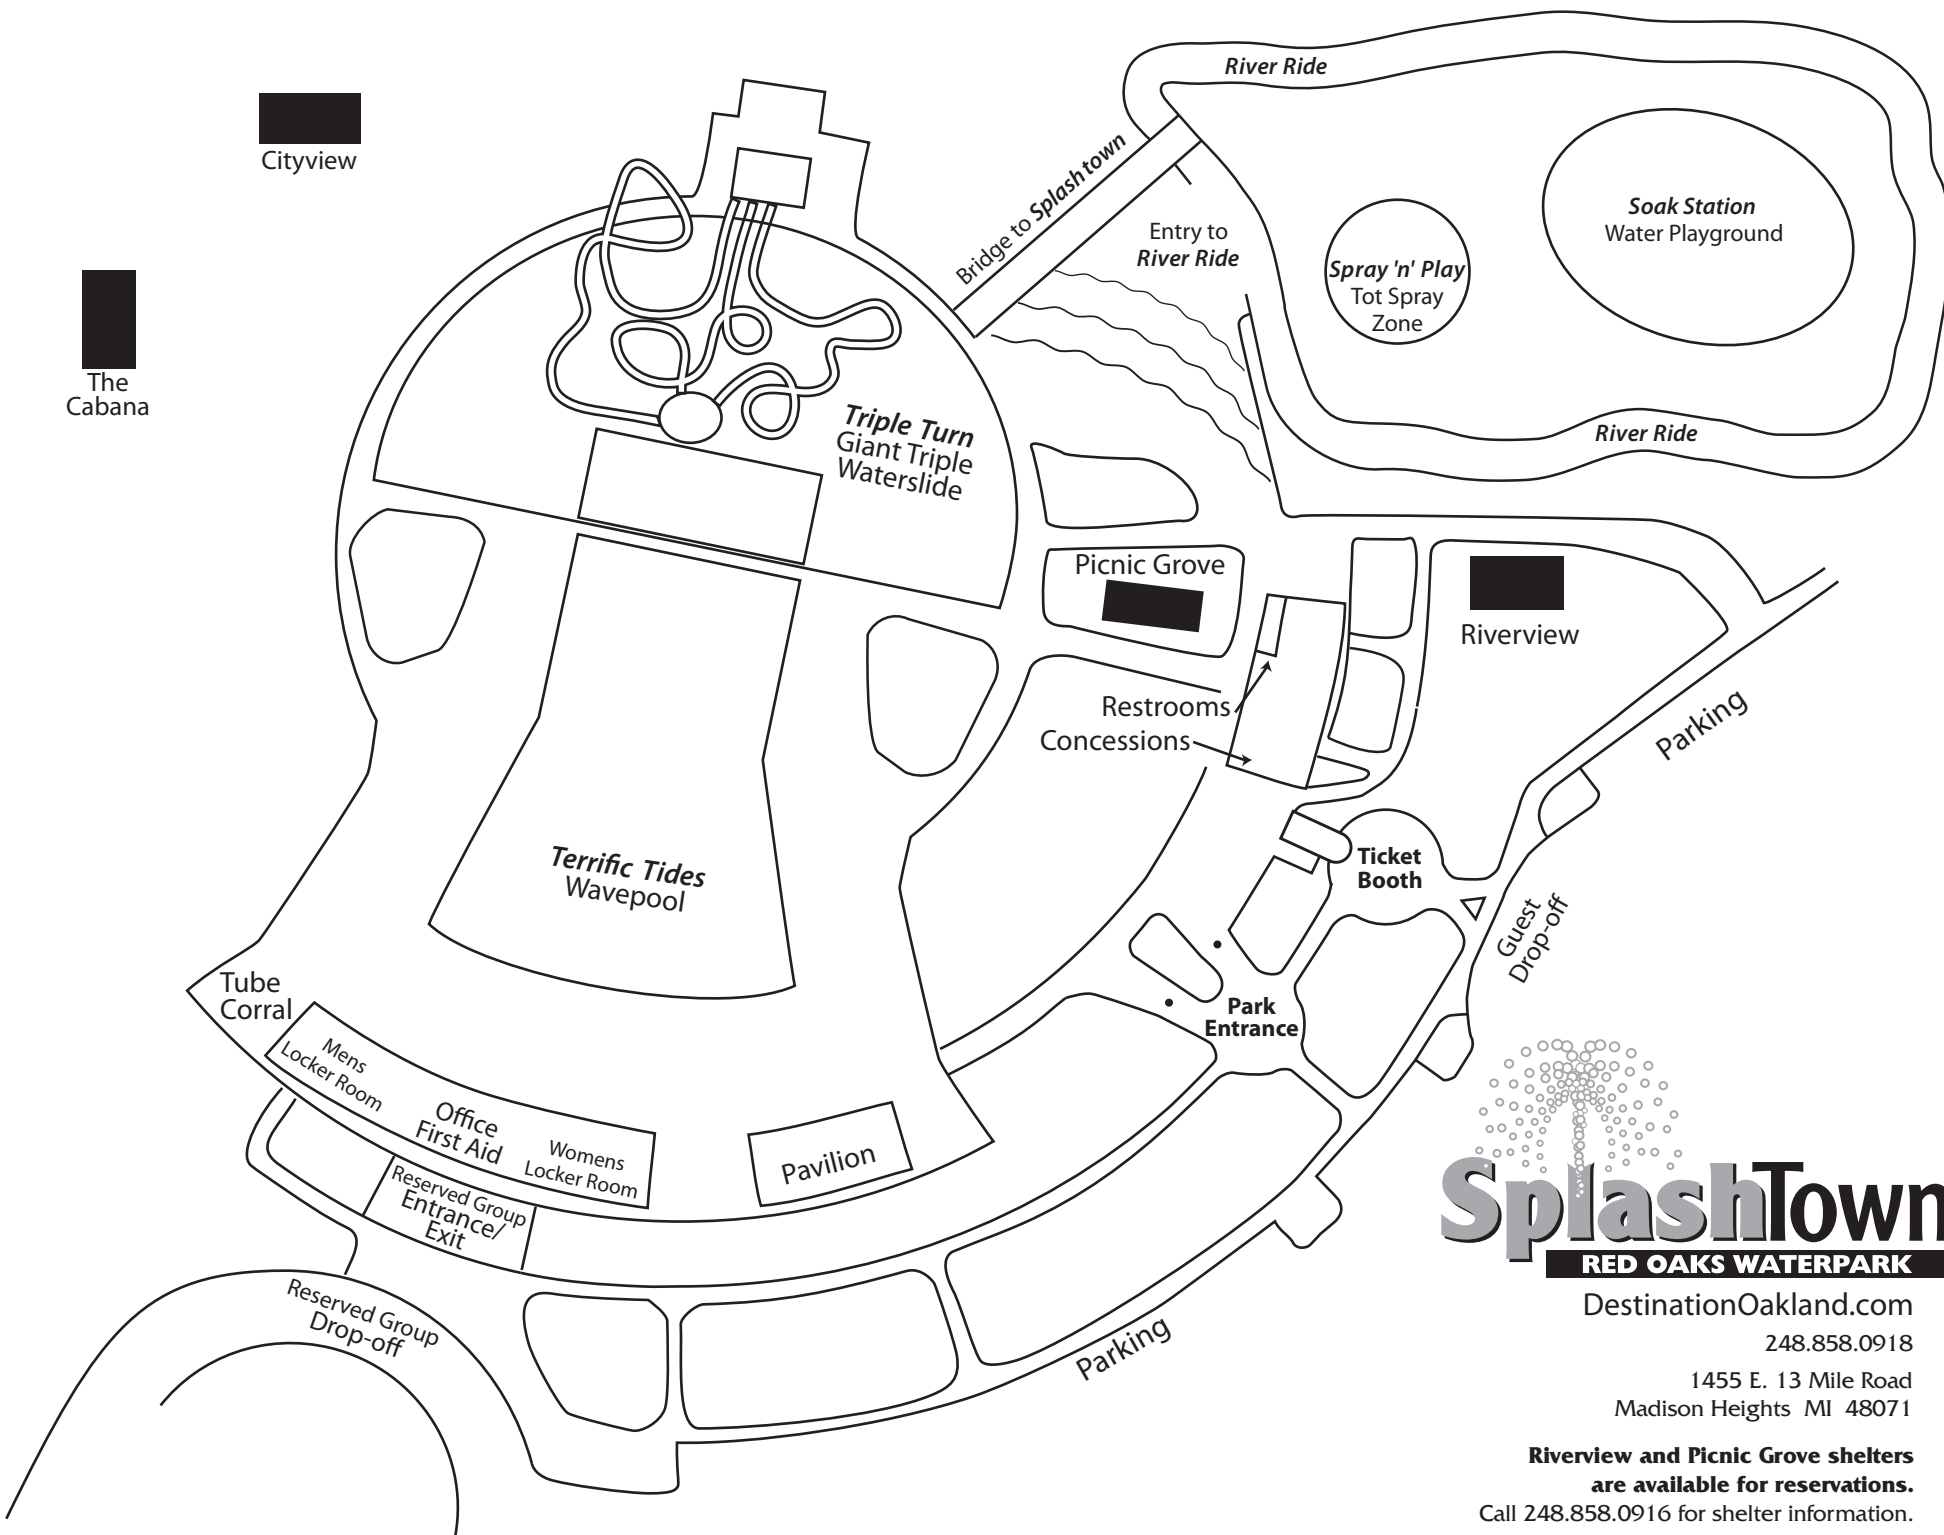 River Ride
Cityview
Bridge to Splash town
Soak Station
Water Playground
Entry to
River Ride
Spray 'n' Play
Tot Spray
Zone
The
Cabana
Triple Turn
Giant Triple
Waterslide
River Ride
Picnic Grove
Riverview
Restrooms
Concessions
Parking
Terrific Tides
Wavepool
Ticket
Booth
Guest
Drop-off
Tube
Corral
Park
Entrance
Mens
Locker Room
Office
First Aid
Womens
Locker Room
Pavilion
Reserved Group
Entrance/
Exit
Reserved Group
Drop-off
Parking
SplashTown
RED OAKS WATERPARK
DestinationOakland.com
248.858.0918
1455 E. 13 Mile Road
Madison Heights MI 48071
Riverview and Picnic Grove shelters
are available for reservations.
Call 248.858.0916 for shelter information.